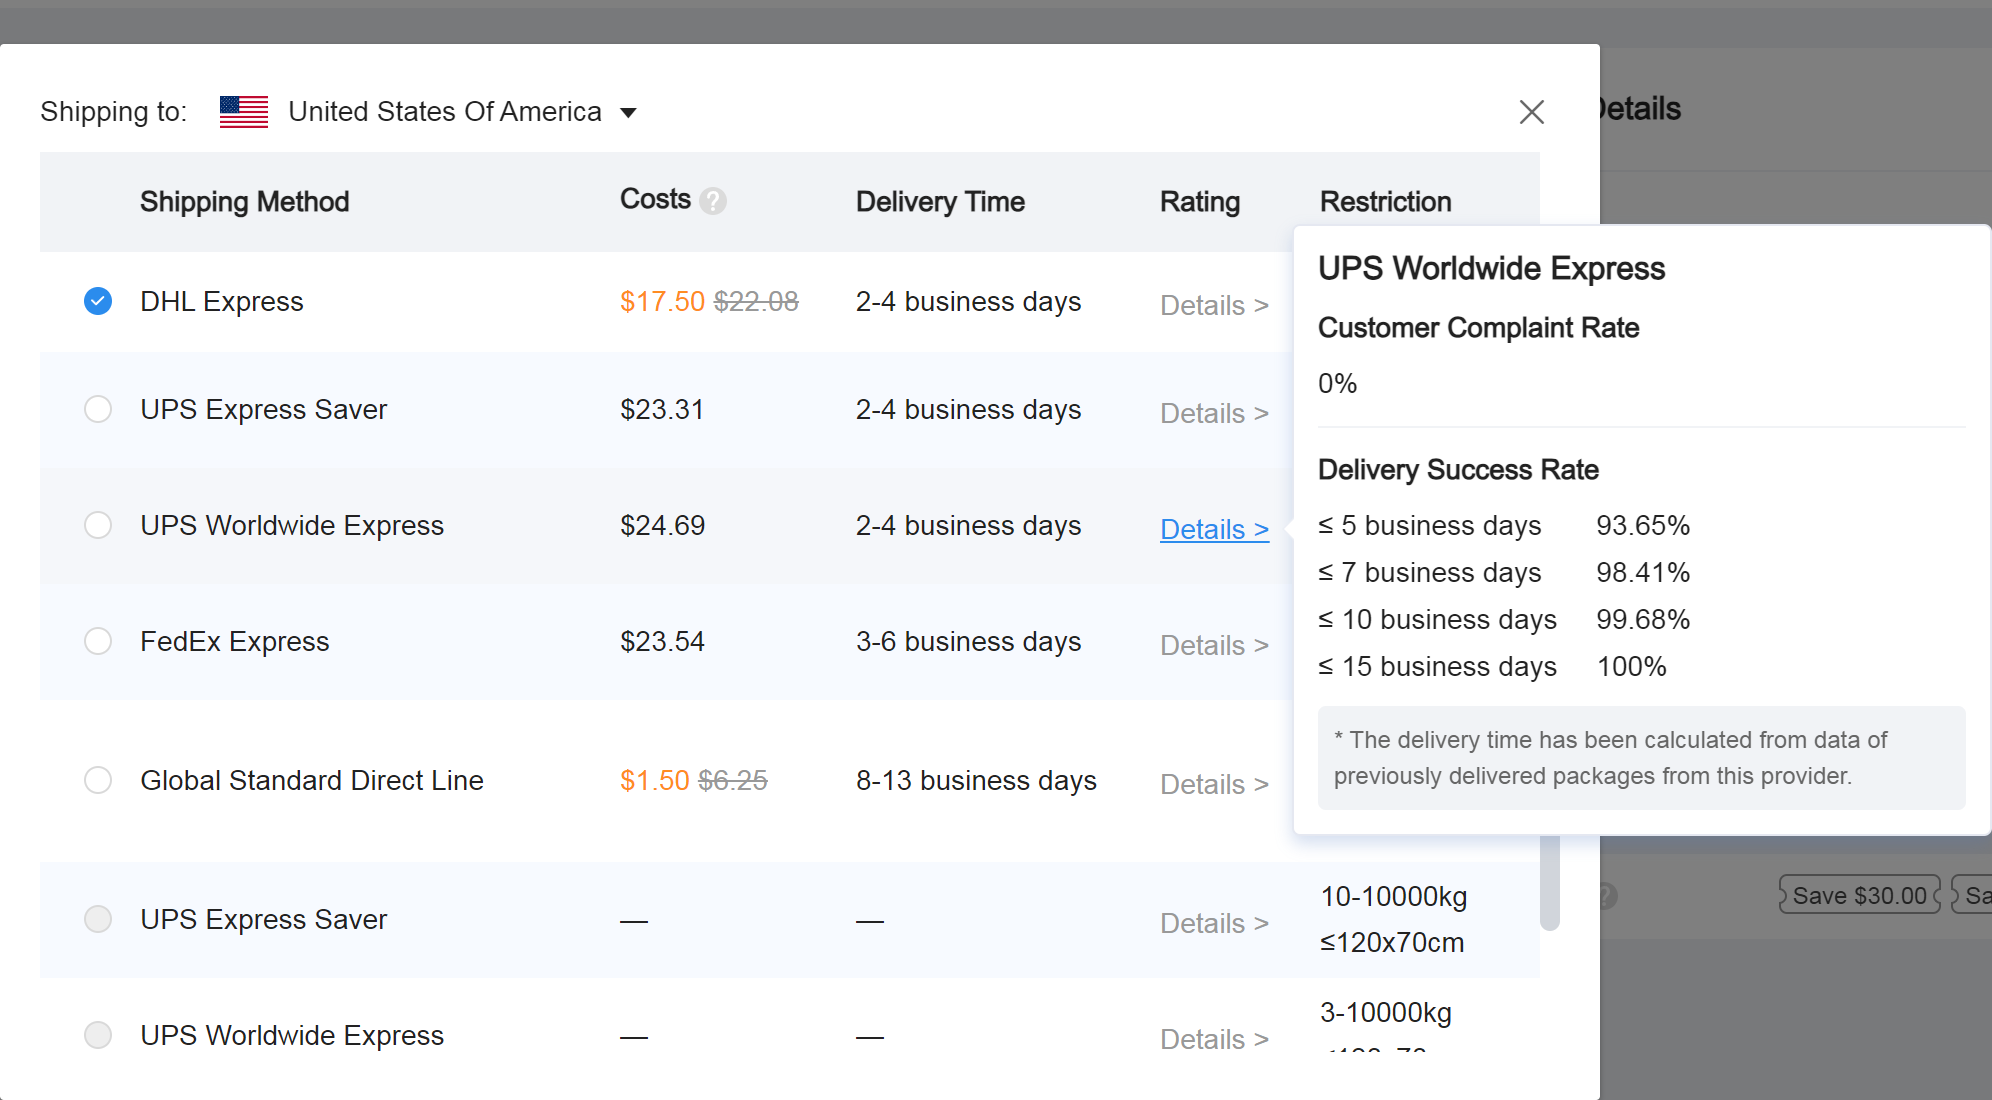 Details
Shipping to: United States Of America
Shipping Method Costs ? Delivery Time Rating Restriction
DHL Express $17.50 $22.08 2-4 business days Details >
UPS Express Saver $23.31 2-4 business days Details >
UPS Worldwide Express $24.69 2-4 business days Details >
FedEx Express $23.54 3-6 business days Details >
Global Standard Direct Line $1.50 $6.25 8-13 business days Details >
UPS Express Saver — — Details > 10-10000kg
≤120x70cm
UPS Worldwide Express — — Details > 3-10000kg
UPS Worldwide Express
Customer Complaint Rate
0%
Delivery Success Rate
≤ 5 business days 93.65%
≤ 7 business days 98.41%
≤ 10 business days 99.68%
≤ 15 business days 100%
* The delivery time has been calculated from data of
previously delivered packages from this provider.
? Save $30.00 Sa